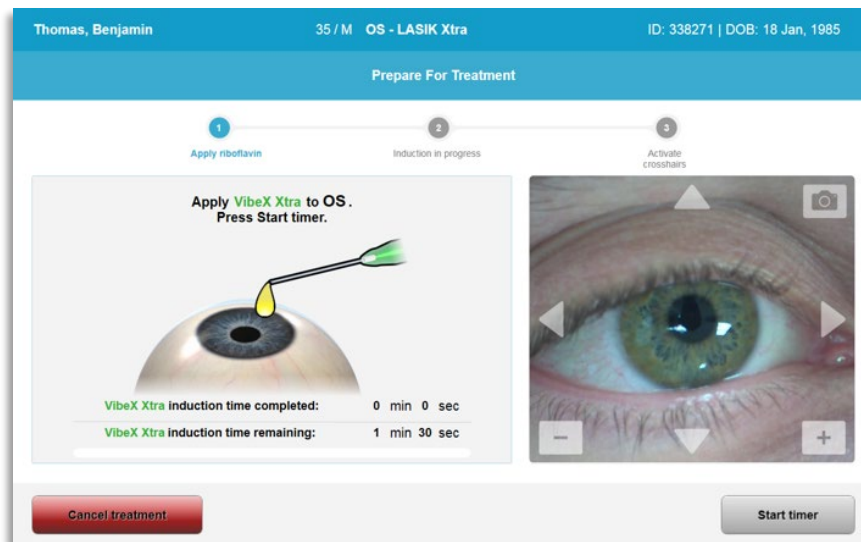 Thomas, Benjamin 35 / M OS - LASIK Xtra ID: 338271 | DOB: 18 Jan, 1985
Prepare For Treatment
1 2 3
Apply riboflavin Induction in progress Activate
crosshairs
Apply VibeX Xtra to OS.
Press Start timer.
VibeX Xtra induction time completed: 0 min 0 sec
VibeX Xtra induction time remaining: 1 min 30 sec
- +
Cancel treatment Start timer